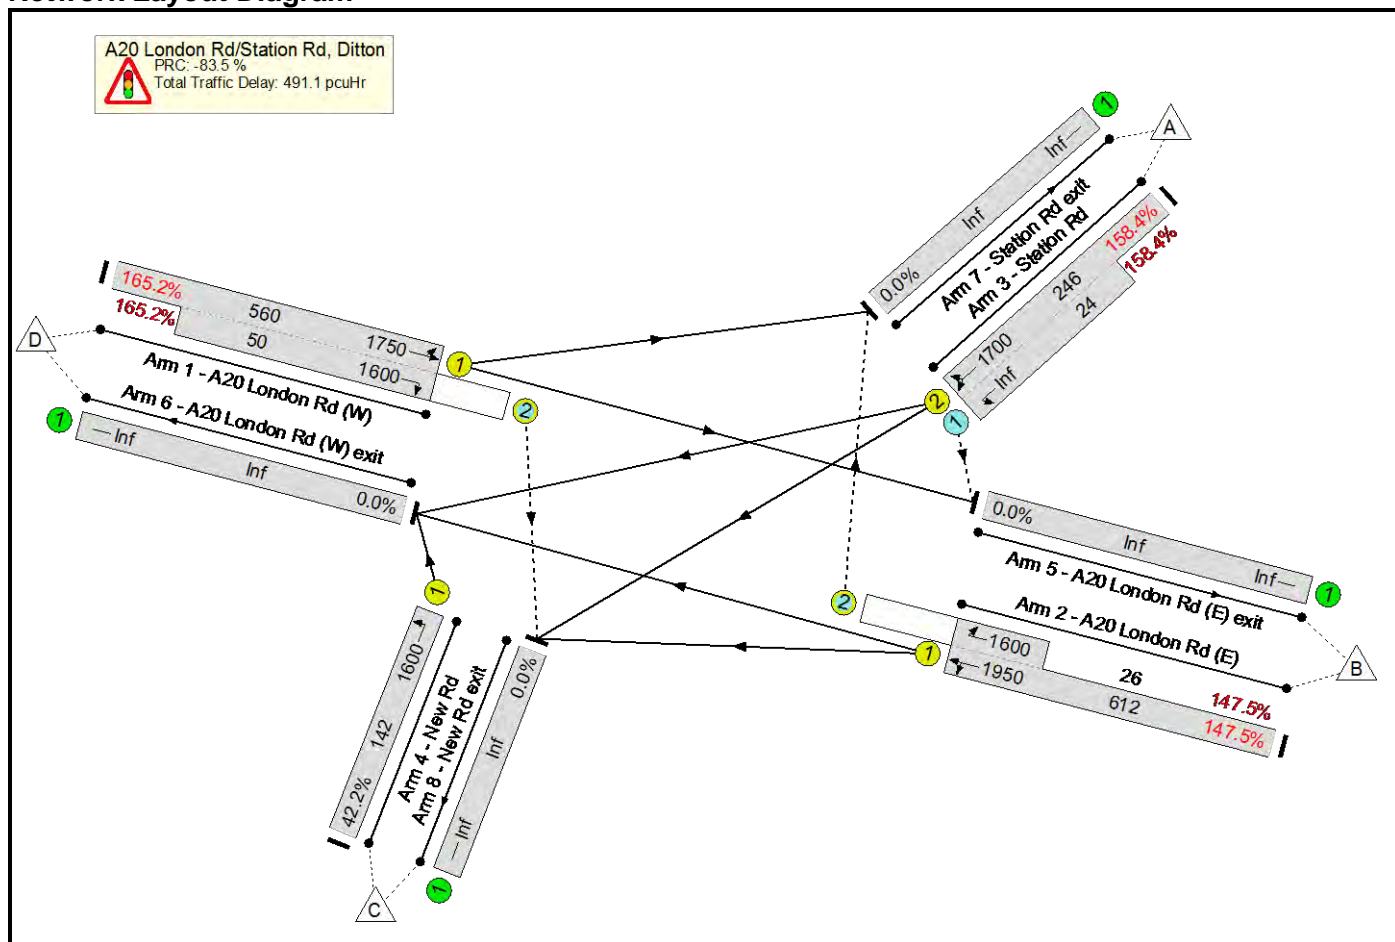 Network Layout Diagram
A20 London Rd/Station Rd, Ditton
PRC: -83.5 %
Total Traffic Delay: 491.1 pcuHr
1
A
Inf
Inf
0.0%
Arm 7 - Station Rd exit
Arm 3 - Station Rd
158.4%
158.4%
246
24
1700
Inf
2
1
165.2%
165.2%
560
50
1750
1600
1
2
D
Arm 1 - A20 London Rd (W)
Arm 6 - A20 London Rd (W) exit
1
Inf
Inf
0.0%
0.0%
Inf
Inf
1
Arm 5 - A20 London Rd (E) exit
Arm 2 - A20 London Rd (E)
B
2
1
1600
1950
26
612
147.5%
147.5%
1
1600
142
42.2%
Arm 4 - New Rd
Arm 8 - New Rd exit
0.0%
Inf
Inf
1
C